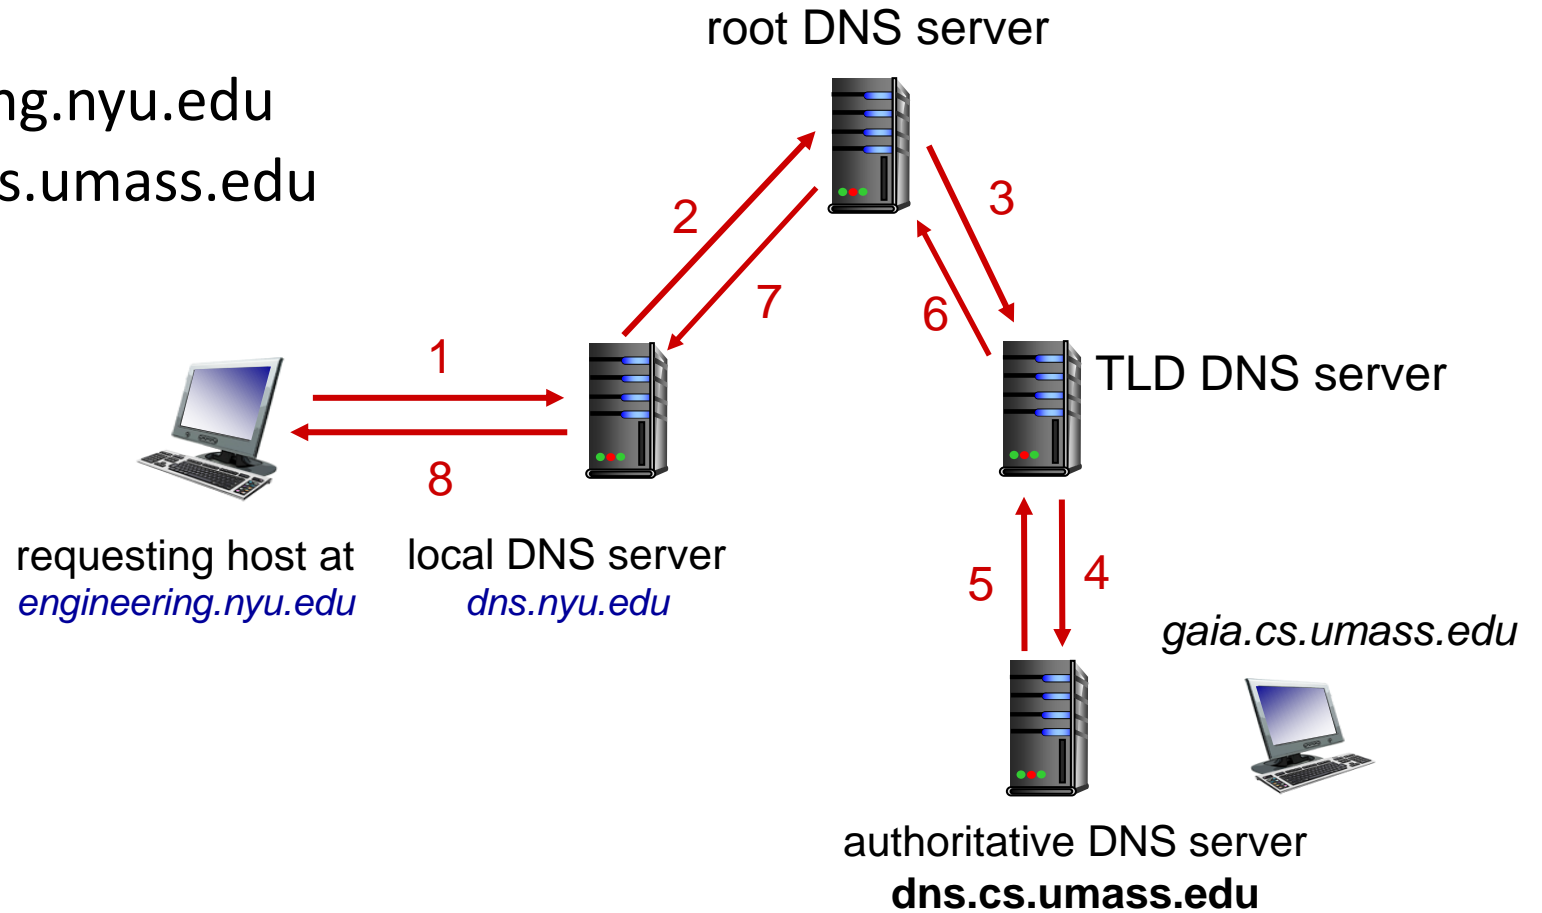 root DNS server
ng.nyu.edu
s.umass.edu
2
3
7
6
1
TLD DNS server
8
requesting host at
engineering.nyu.edu
local DNS server
dns.nyu.edu
5
4
gaia.cs.umass.edu
authoritative DNS server
dns.cs.umass.edu